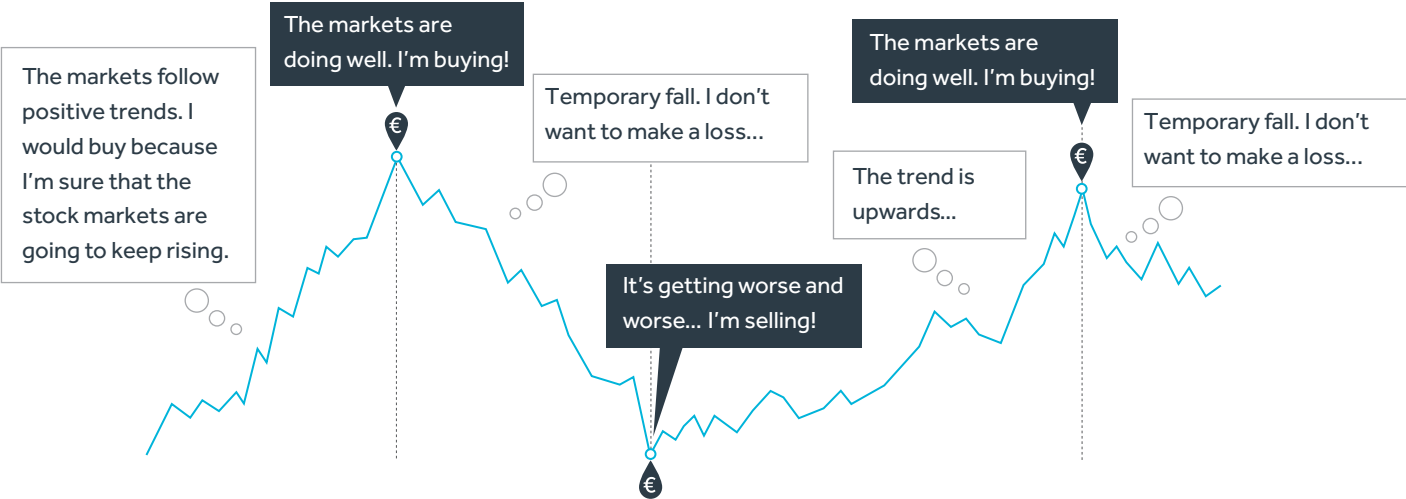 The markets follow
positive trends. I
would buy because
I'm sure that the
stock markets are
going to keep rising.
The markets are
doing well. I'm buying!
€
Temporary fall. I don't
want to make a loss...
It's getting worse and
worse... I'm selling!
€
The trend is
upwards...
The markets are
doing well. I'm buying!
€
Temporary fall. I don't
want to make a loss...